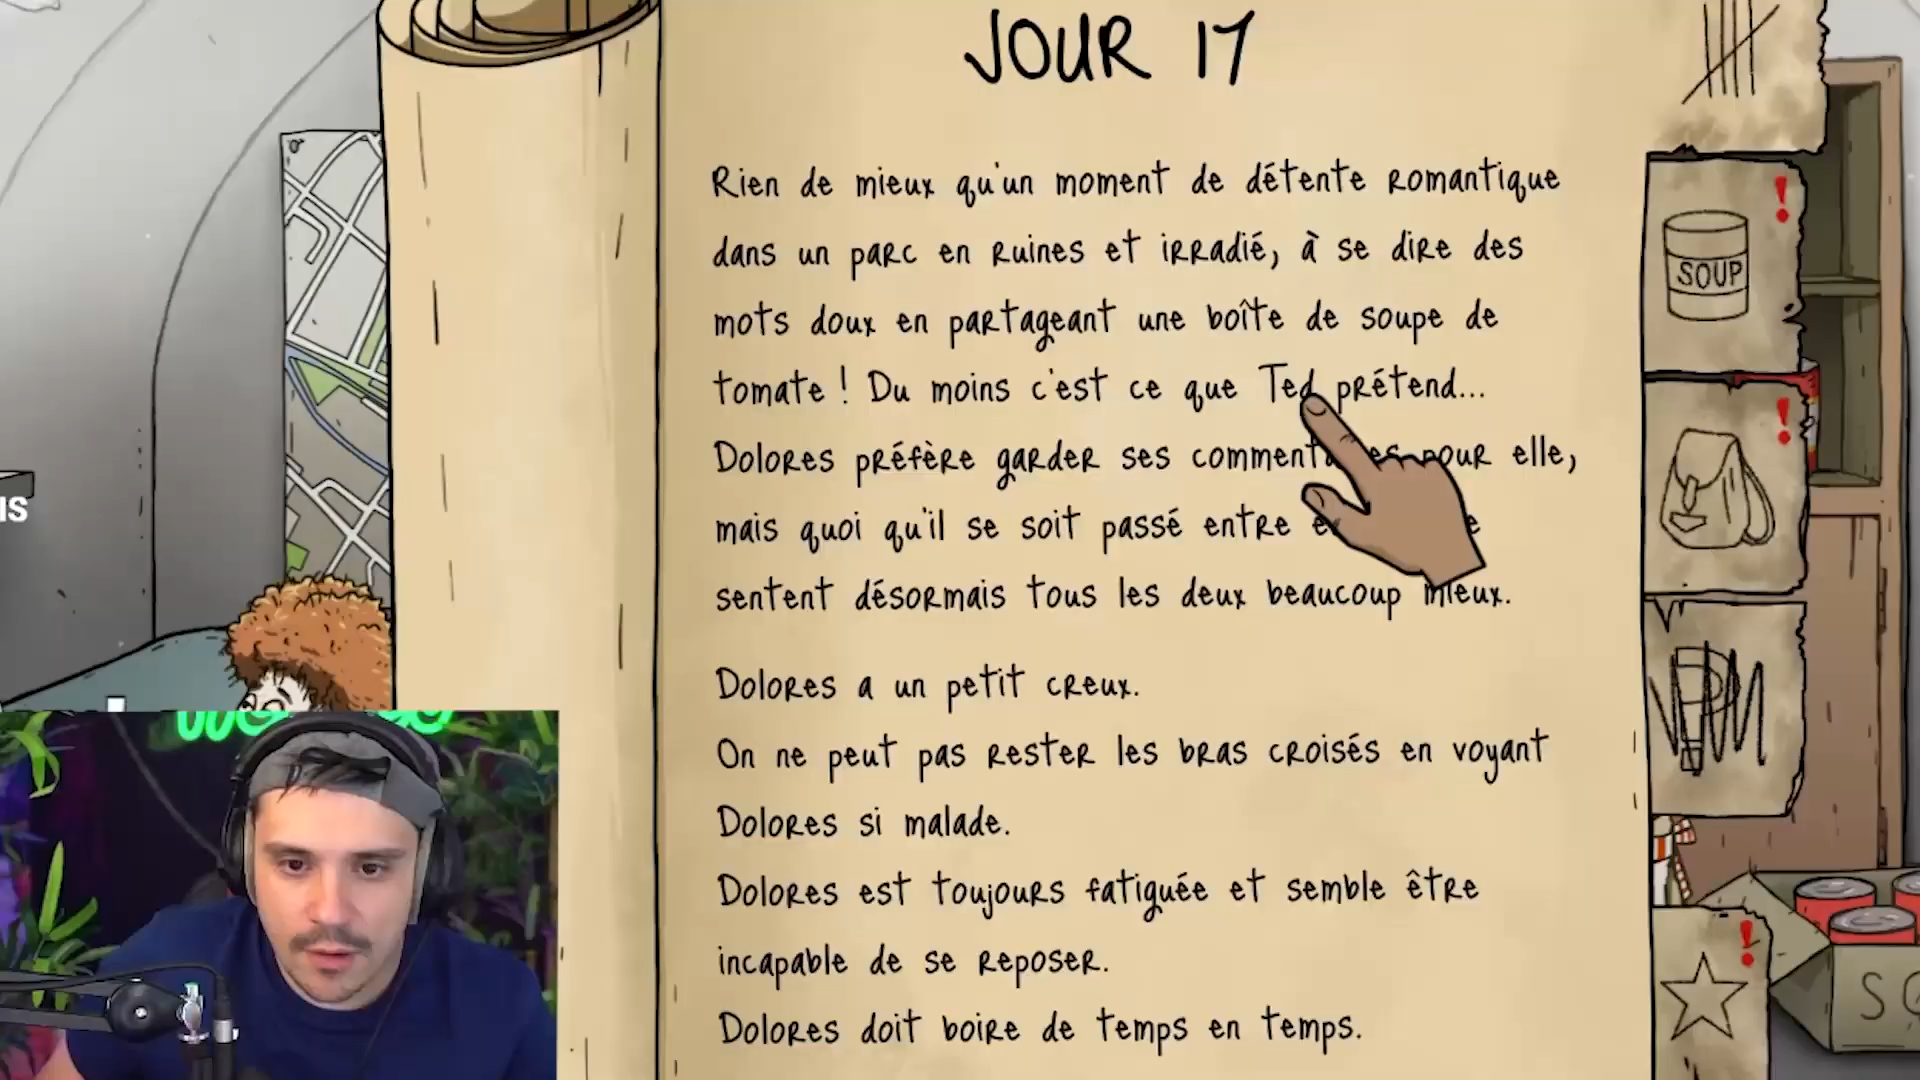 JOUR 17
Rien de mieux qu'un moment de détente romantique
dans un parc en ruines et irradié, à se dire des
mots doux en partageant une boîte de soupe de
tomate ! Du moins c'est ce que Ted prétend...
Dolores préfère garder ses commentaires pour elle,
mais quoi qu'il se soit passé entre
sentent désormais tous les deux beaucoup mieux.
Dolores a un petit creux.
On ne peut pas rester les bras croisés en voyant
Dolores si malade.
Dolores est toujours fatiguée et semble être
incapable de se reposer.
Dolores doit boire de temps en temps.
SOUP
IS
SO